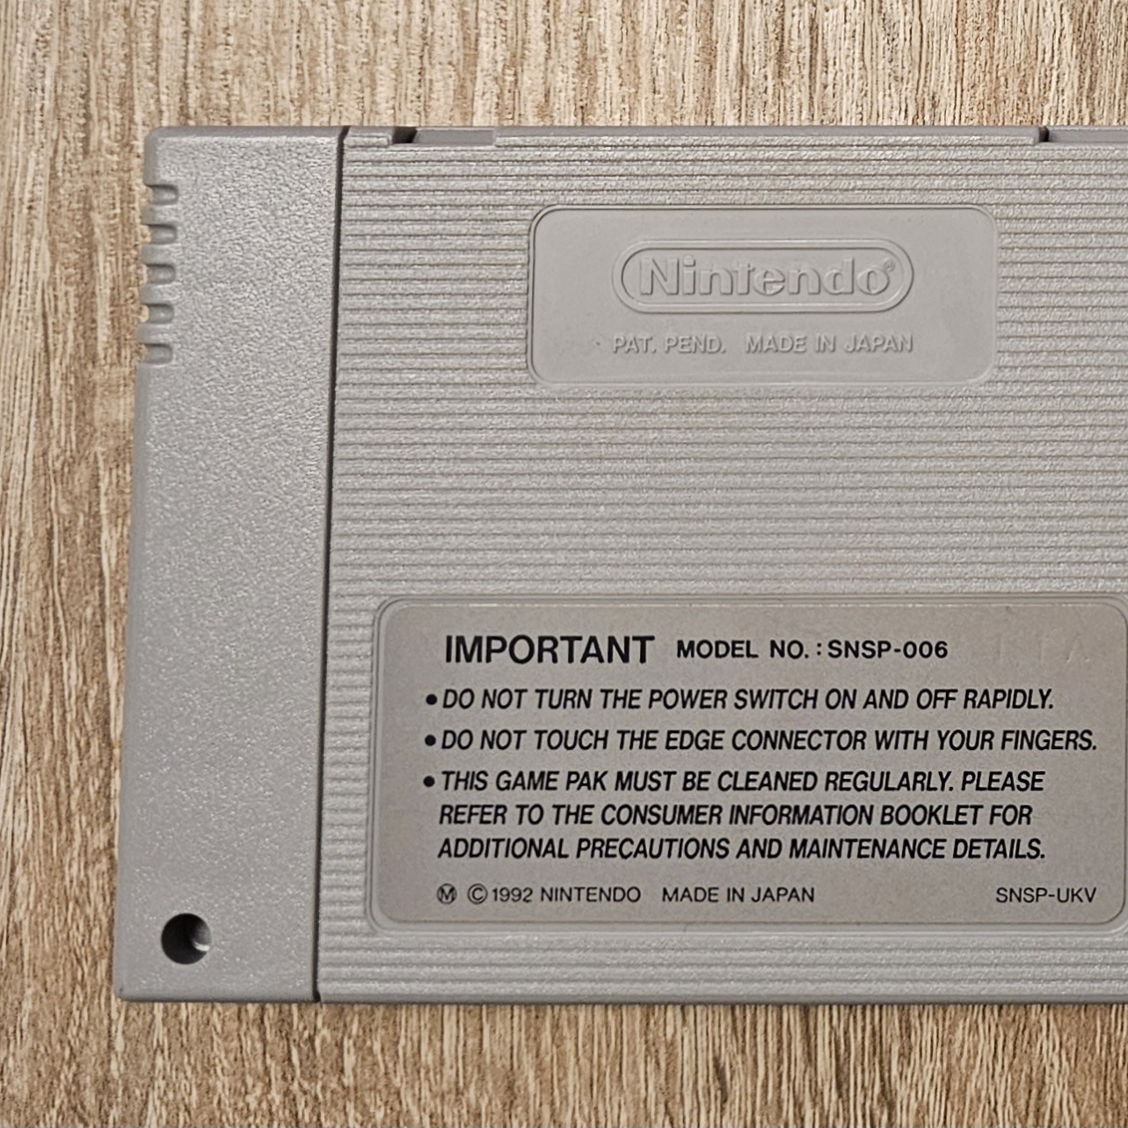 Nintendo®
PAT. PEND. MADE IN JAPAN
IMPORTANT MODEL NO.: SNSP-006
•DO NOT TURN THE POWER SWITCH ON AND OFF RAPIDLY.
•DO NOT TOUCH THE EDGE CONNECTOR WITH YOUR FINGERS.
•THIS GAME PAK MUST BE CLEANED REGULARLY. PLEASE
REFER TO THE CONSUMER INFORMATION BOOKLET FOR
ADDITIONAL PRECAUTIONS AND MAINTENANCE DETAILS.
Ⓜ ©1992 NINTENDO MADE IN JAPAN SNSP-UKV